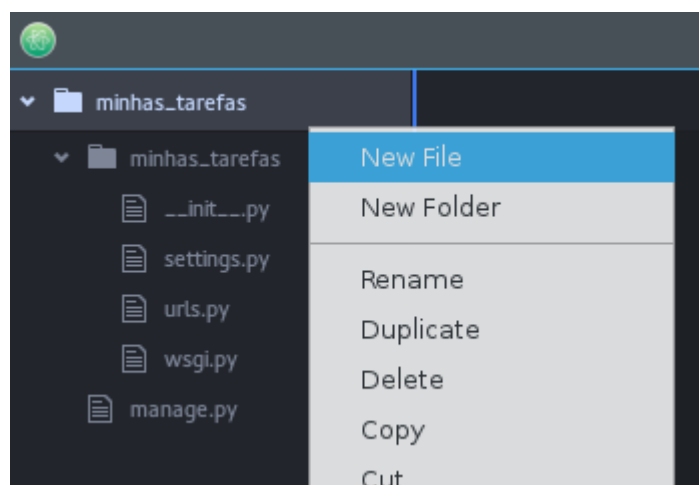 minhas_tarefas
minhas_tarefas
__init__.py
settings.py
urls.py
wsgi.py
manage.py
New File
New Folder
Rename
Duplicate
Delete
Copy
Cut